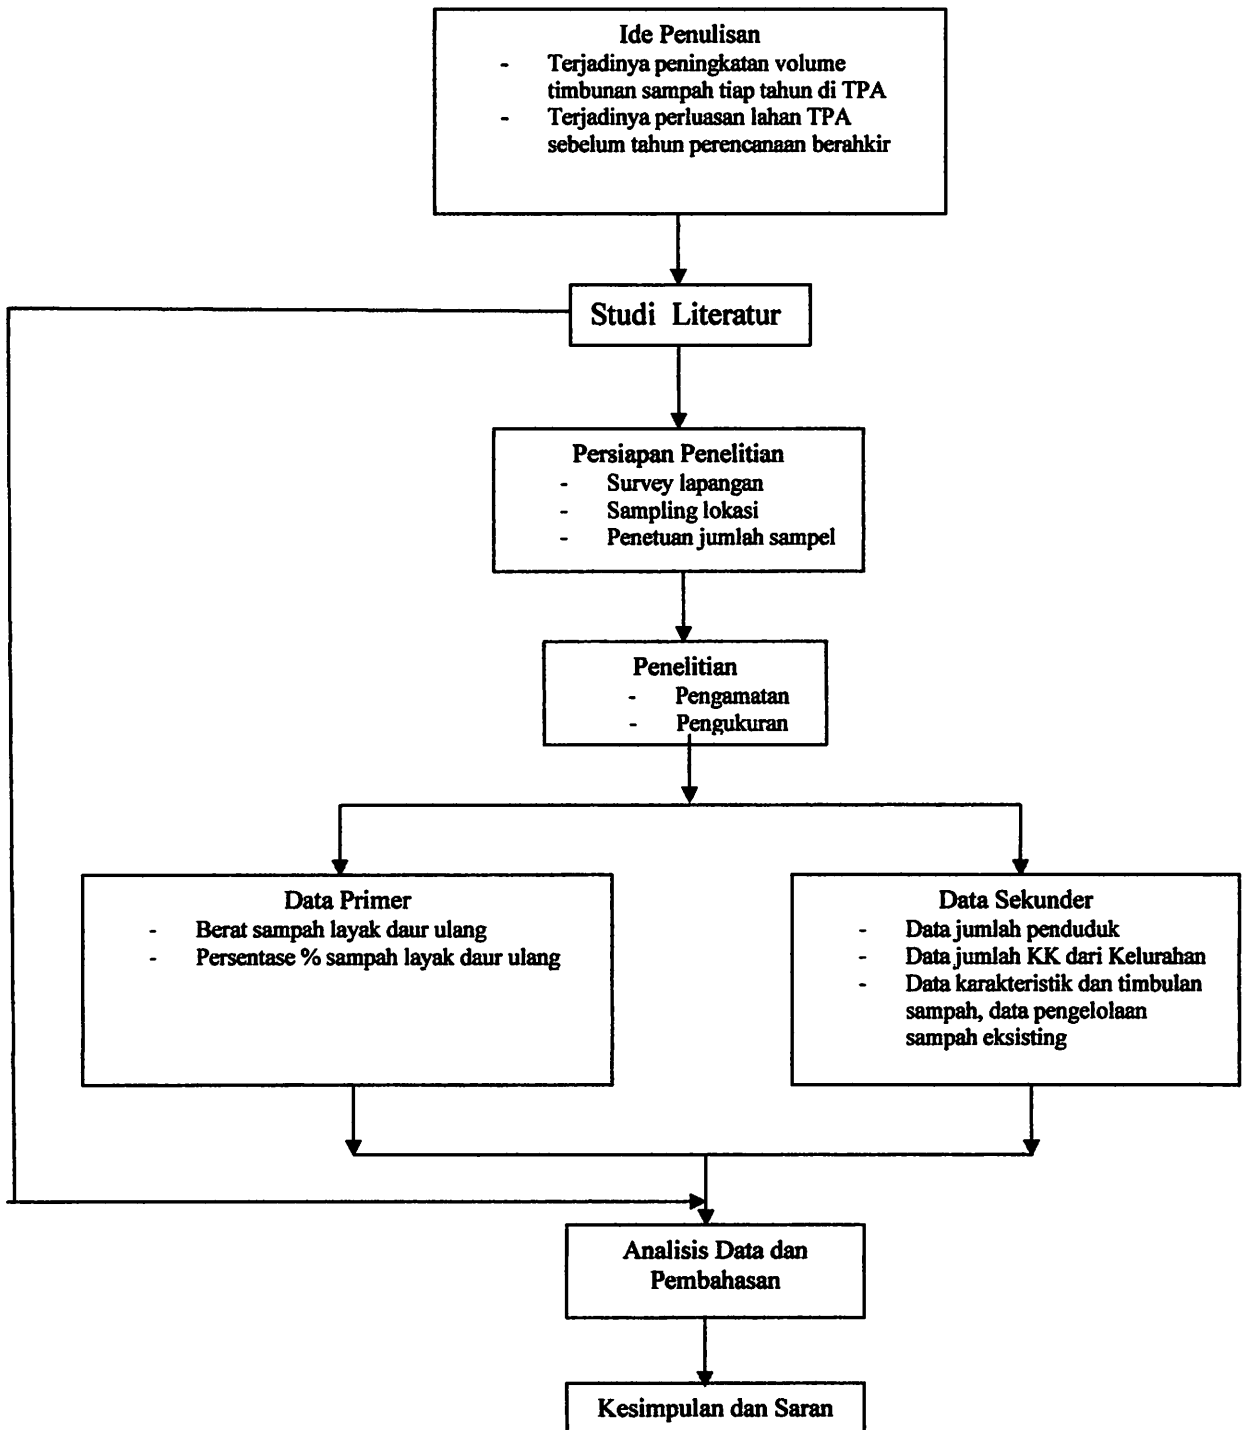 Ide Penulisan
- Terjadinya peningkatan volume
timbunan sampah tiap tahun di TPA
- Terjadinya perluasan lahan TPA
sebelum tahun perencanaan berahkir
Studi Literatur
Persiapan Penelitian
- Survey lapangan
- Sampling lokasi
- Penetuan jumlah sampel
Penelitian
- Pengamatan
- Pengukuran
Data Primer
- Berat sampah layak daur ulang
- Persentase % sampah layak daur ulang
Data Sekunder
- Data jumlah penduduk
- Data jumlah KK dari Kelurahan
- Data karakteristik dan timbulan
sampah, data pengelolaan
sampah eksisting
Analisis Data dan
Pembahasan
Kesimpulan dan Saran